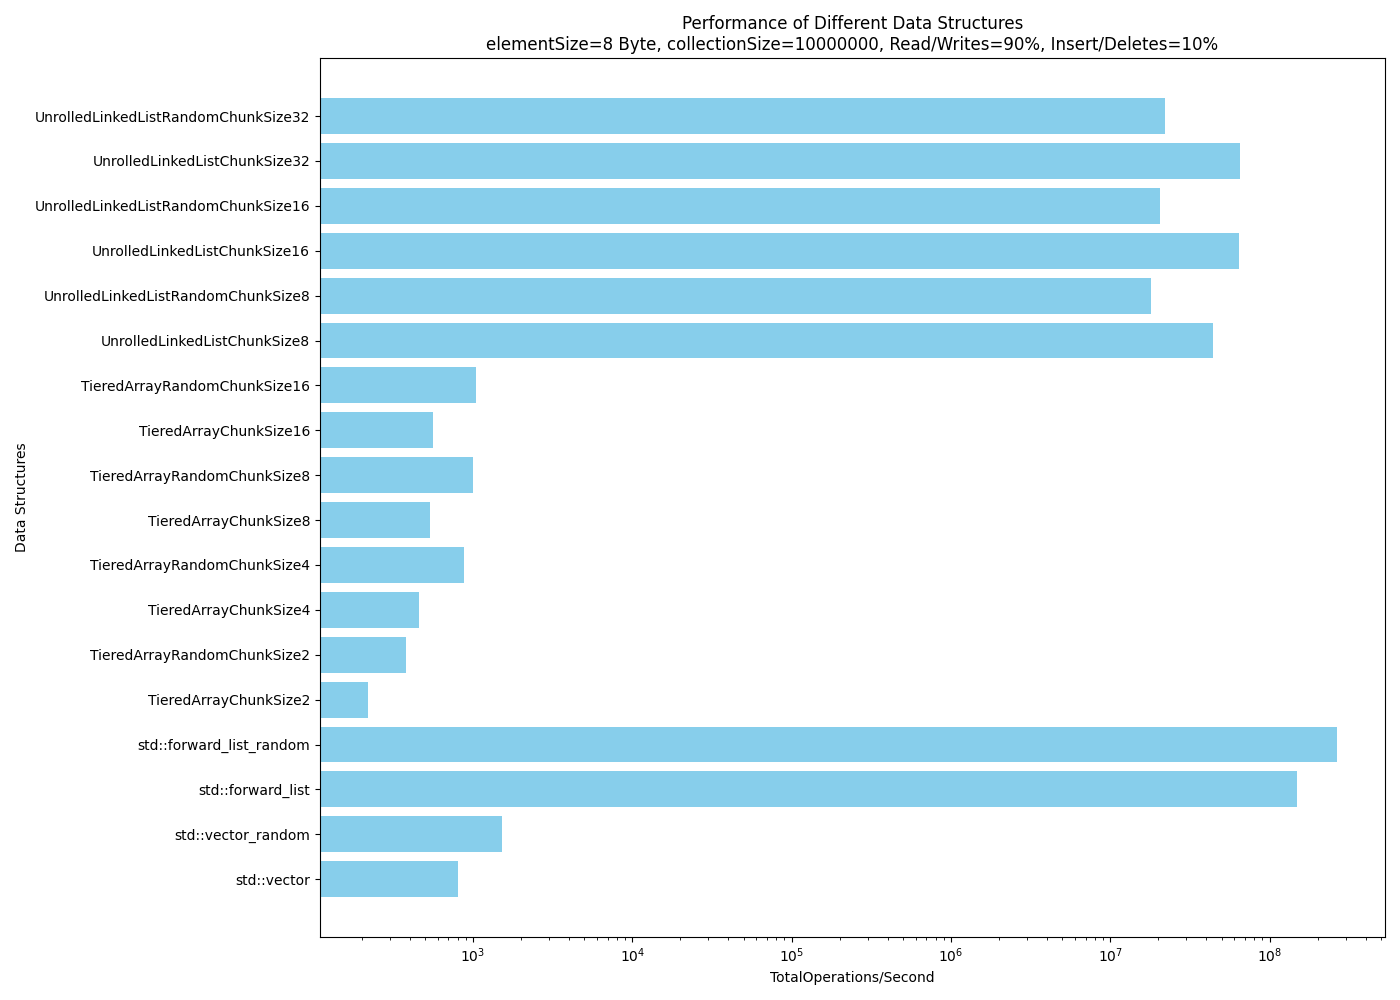 Performance of Different Data Structures
elementSize=8 Byte, collectionSize=10000000, Read/Writes=90%, Insert/Deletes=10%
UnrolledLinkedListRandomChunkSize32
UnrolledLinkedListChunkSize32
UnrolledLinkedListRandomChunkSize16
UnrolledLinkedListChunkSize16
UnrolledLinkedListRandomChunkSize8
UnrolledLinkedListChunkSize8
TieredArrayRandomChunkSize16
TieredArrayChunkSize16
TieredArrayRandomChunkSize8
TieredArrayChunkSize8
TieredArrayRandomChunkSize4
TieredArrayChunkSize4
TieredArrayRandomChunkSize2
TieredArrayChunkSize2
std::forward_list_random
std::forward_list
std::vector_random
std::vector
Data Structures
10³ 10⁴ 10⁵ 10⁶ 10⁷ 10⁸
TotalOperations/Second